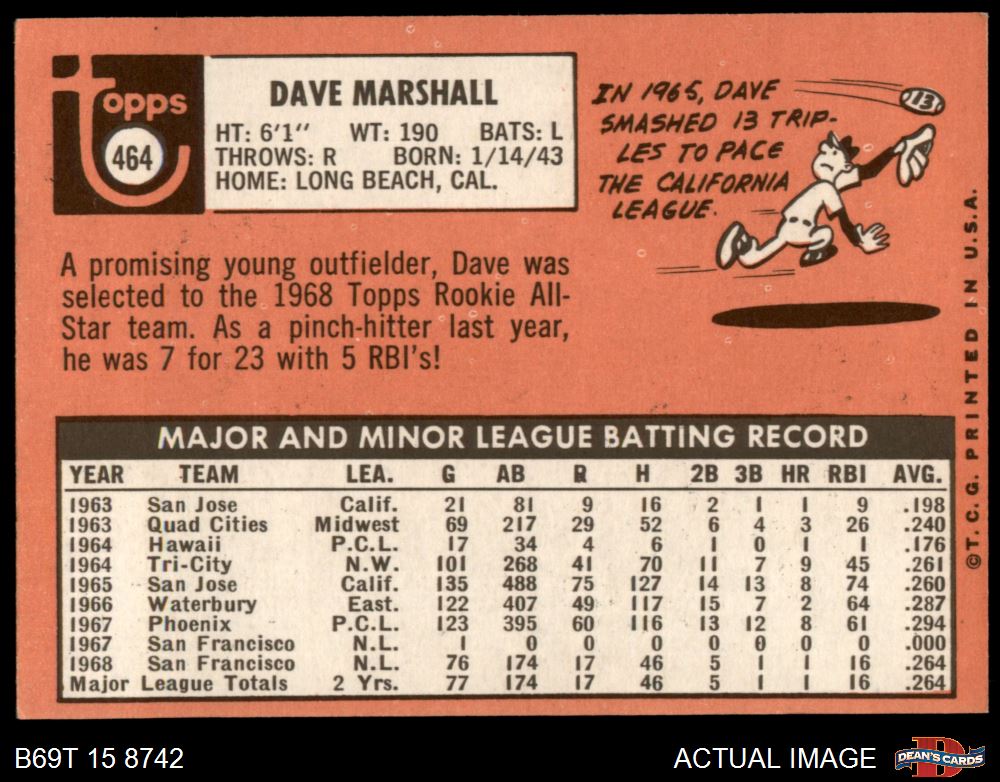 Topps
464
DAVE MARSHALL
HT: 6'1" WT: 190 BATS: L
THROWS: R BORN: 1/14/43
HOME: LONG BEACH, CAL.
IN 1965, DAVE
SMASHED 13 TRIP-
LES TO PACE
THE CALIFORNIA
LEAGUE.
13
A promising young outfielder, Dave was
selected to the 1968 Topps Rookie All-
Star team. As a pinch-hitter last year,
he was 7 for 23 with 5 RBI's!
MAJOR AND MINOR LEAGUE BATTING RECORD
YEAR TEAM LEA. G AB R H 2B 3B HR RBI AVG.
1963 San Jose Calif. 21 81 9 16 2 1 1 9 .198
1963 Quad Cities Midwest 69 217 29 52 6 4 3 26 .240
1964 Hawaii P.C.L. 17 34 4 6 1 0 1 1 .176
1964 Tri-City N.W. 101 268 41 70 11 7 9 45 .261
1965 San Jose Calif. 135 488 75 127 14 13 8 74 .260
1966 Waterbury East. 122 407 49 117 15 7 2 64 .287
1967 Phoenix P.C.L. 123 395 60 116 13 12 8 61 .294
1967 San Francisco N.L. 1 0 0 0 0 0 0 0 .000
1968 San Francisco N.L. 76 174 17 46 5 1 1 16 .264
Major League Totals 2 Yrs. 77 174 17 46 5 1 1 16 .264
©T.C.G. PRINTED IN U.S.A.
B69T 15 8742
ACTUAL IMAGE
D
DEAN'S CARDS